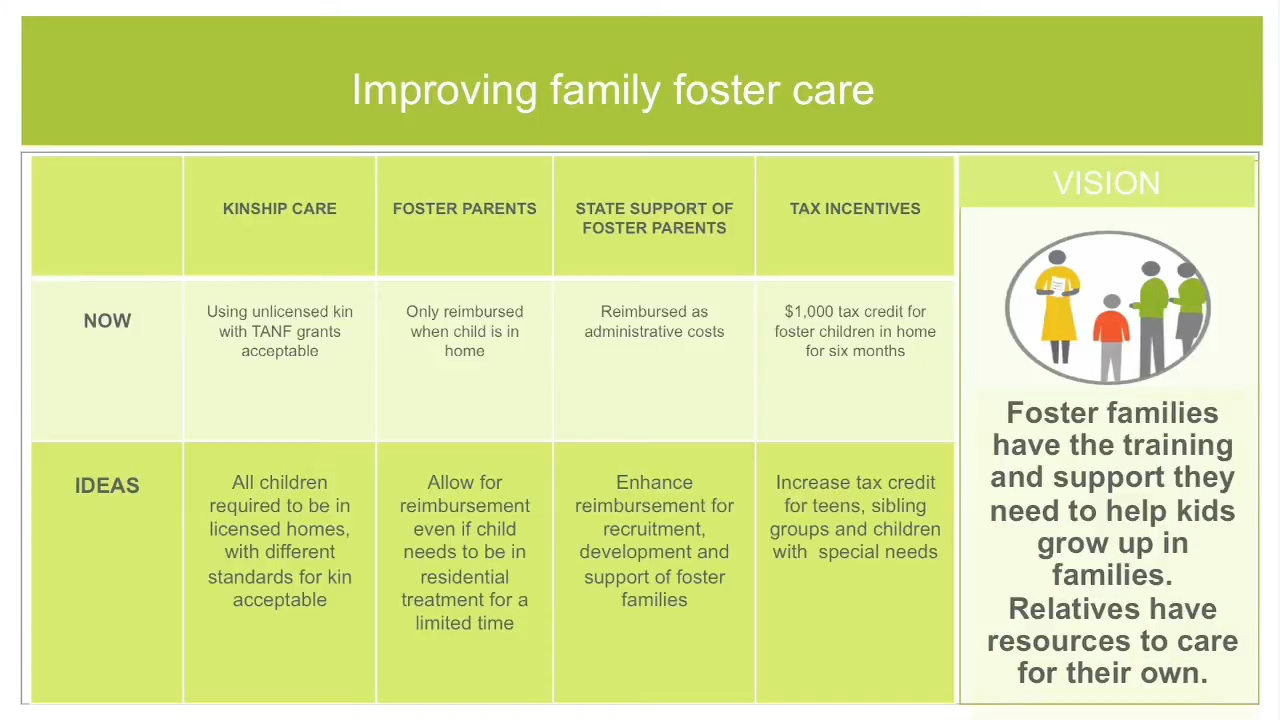 Improving family foster care
KINSHIP CARE
FOSTER PARENTS
STATE SUPPORT OF
FOSTER PARENTS
TAX INCENTIVES
NOW
Using unlicensed kin
with TANF grants
acceptable
Only reimbursed
when child is in
home
Reimbursed as
administrative costs
$1,000 tax credit for
foster children in home
for six months
IDEAS
All children
required to be in
licensed homes,
with different
standards for kin
acceptable
Allow for
reimbursement
even if child
needs to be in
residential
treatment for a
limited time
Enhance
reimbursement for
recruitment,
development and
support of foster
families
Increase tax credit
for teens, sibling
groups and children
with  special needs
VISION
Foster families
have the training
and support they
need to help kids
grow up in
families.
Relatives have
resources to care
for their own.